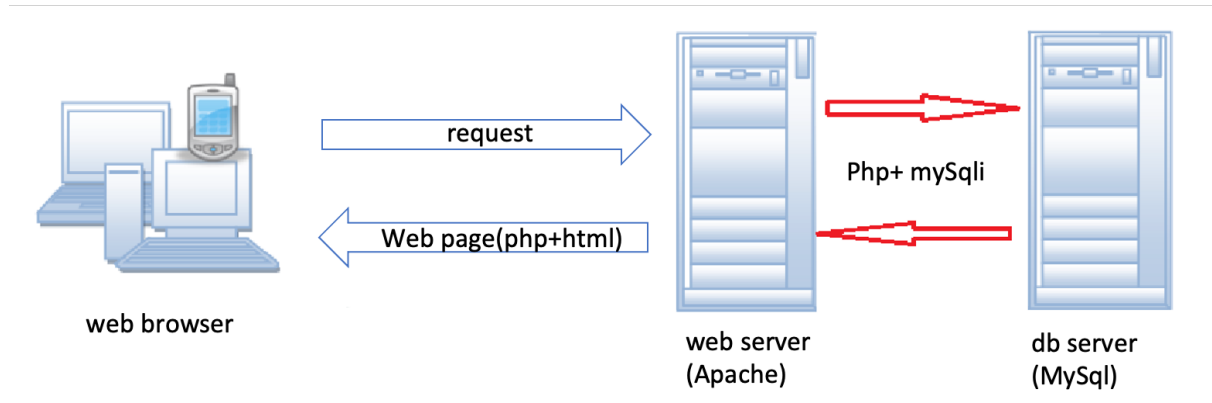 request
Php+ mySqli
Web page(php+html)
web browser
web server
(Apache)
db server
(MySql)